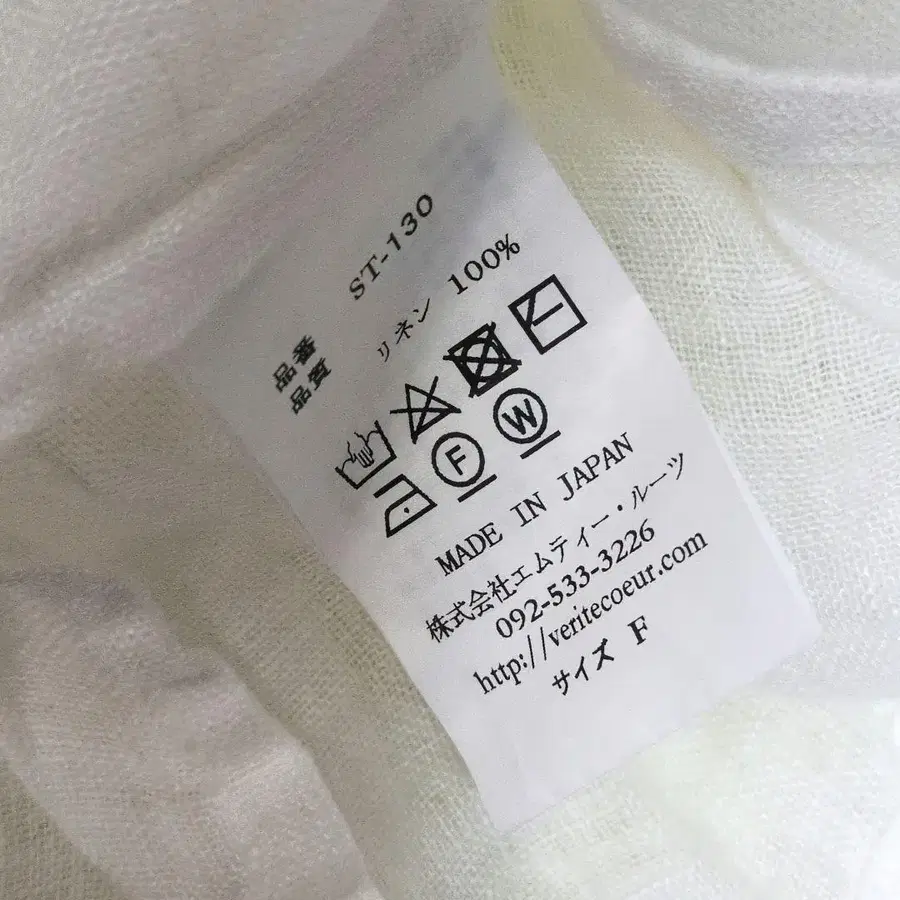 品番 ST-130
品質 リネン 100%
F W
MADE IN JAPAN
株式会社エムティー・ルーツ
092-533-3226
http://veritecoeur.com
サイズ F